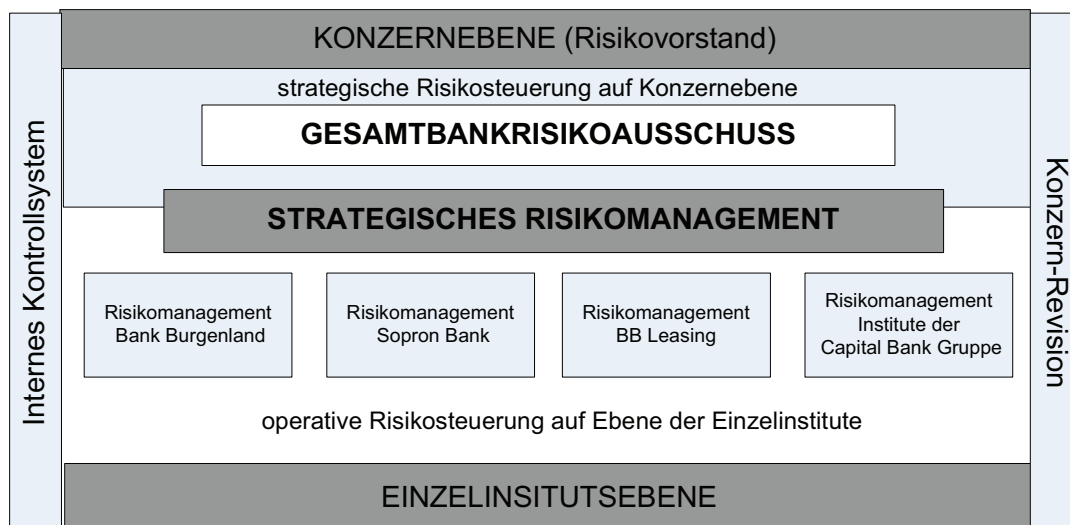 KONZERNEBENE (Risikovorstand)
strategische Risikosteuerung auf Konzernebene
GESAMTBANKRISIKOAUSSCHUSS
STRATEGISCHES RISIKOMANAGEMENT
Internes Kontrollsystem
Konzern-Revision
Risikomanagement
Bank Burgenland
Risikomanagement
Sopron Bank
Risikomanagement
BB Leasing
Risikomanagement
Institute der
Capital Bank Gruppe
operative Risikosteuerung auf Ebene der Einzelinstitute
EINZELINSITUTSEBENE